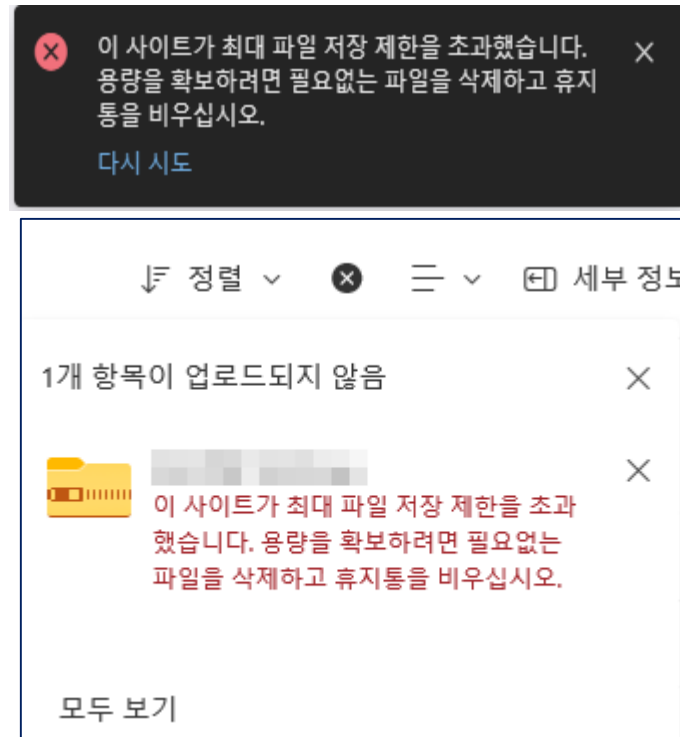 이 사이트가 최대 파일 저장 제한을 초과했습니다.
용량을 확보하려면 필요없는 파일을 삭제하고 휴지
통을 비우십시오.
다시 시도
정렬
세부 정보
1개 항목이 업로드되지 않음
이 사이트가 최대 파일 저장 제한을 초과
했습니다. 용량을 확보하려면 필요없는
파일을 삭제하고 휴지통을 비우십시오.
모두 보기